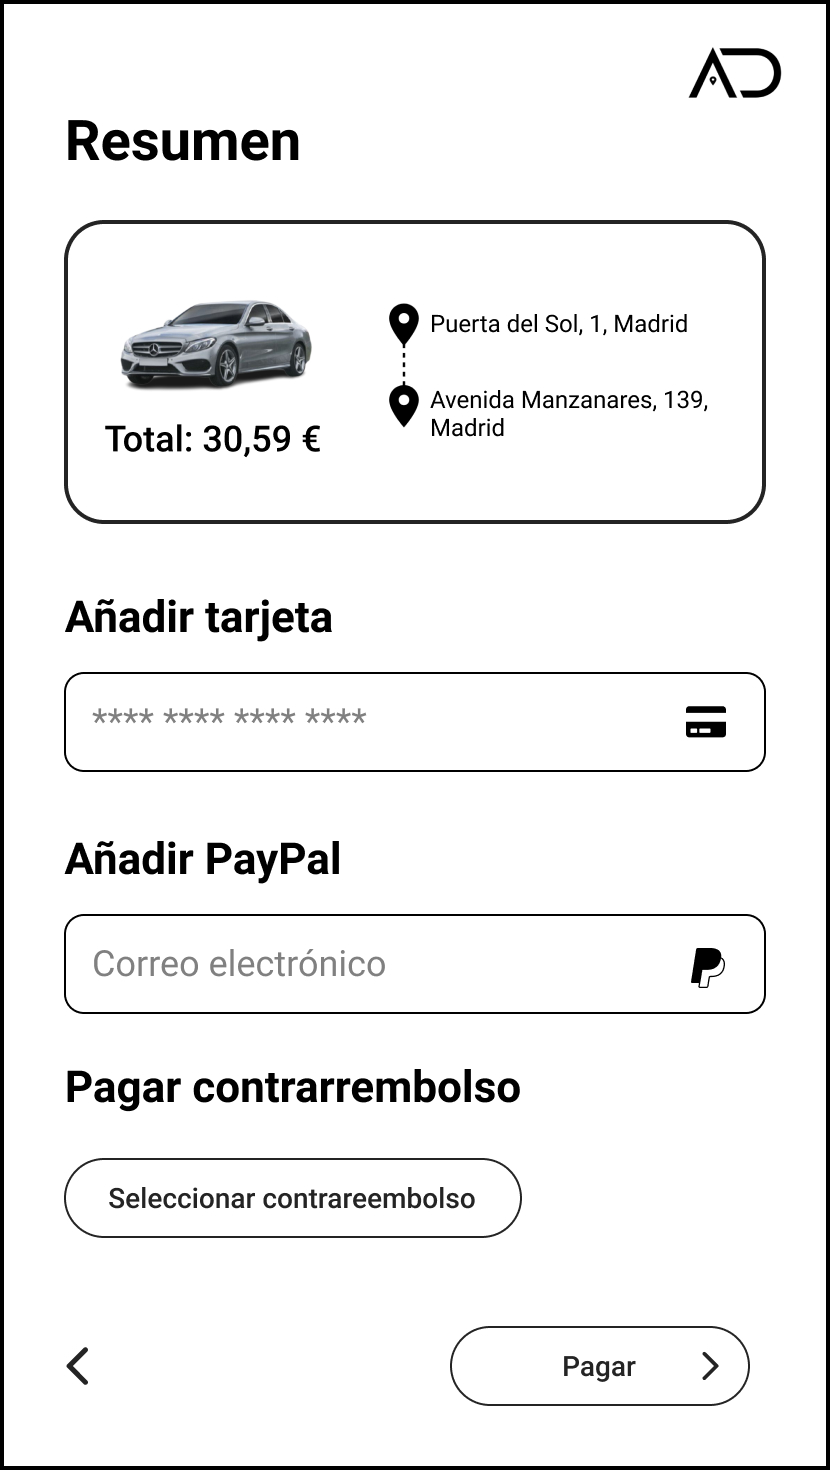 AD
Resumen
Puerta del Sol, 1, Madrid
Avenida Manzanares, 139,
Madrid
Total: 30,59 €
Añadir tarjeta
**** **** **** ****
Añadir PayPal
Correo electrónico
Pagar contrarrembolso
Seleccionar contrareembolso
Pagar